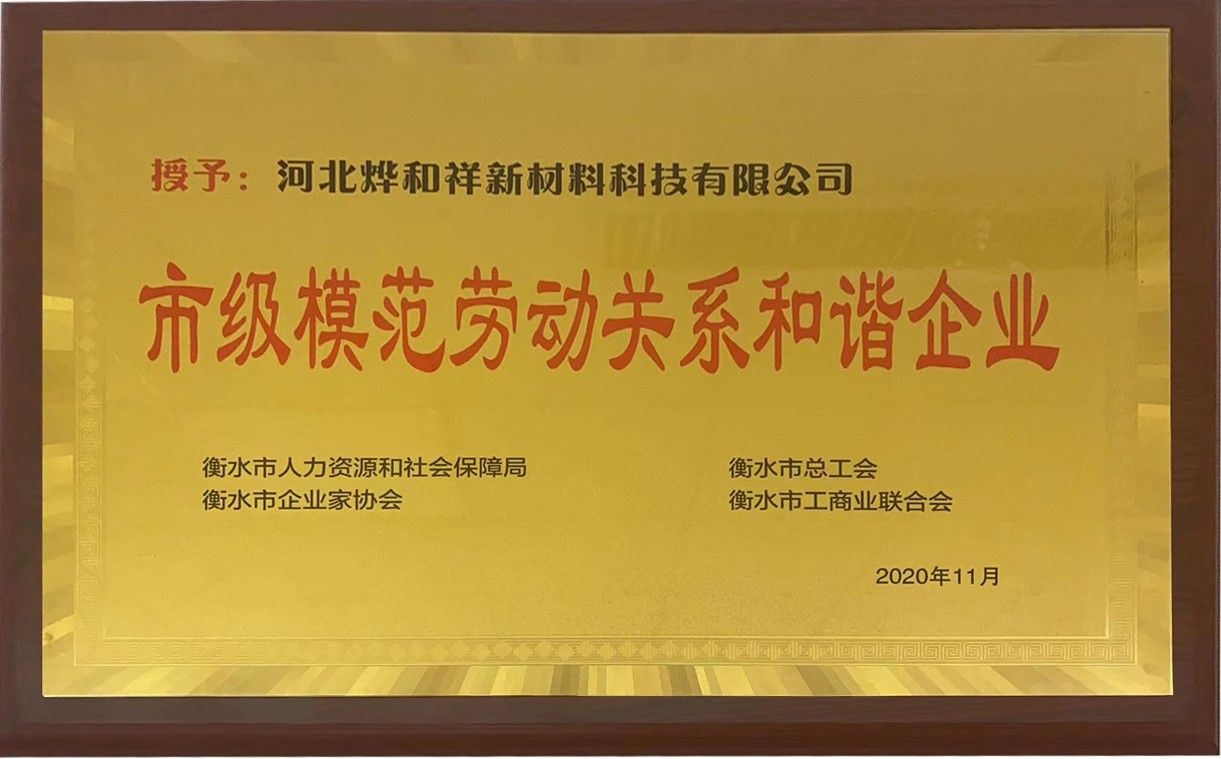 授予：河北烨和祥新材料科技有限公司
市级模范劳动关系和谐企业
衡水市人力资源和社会保障局
衡水市总工会
衡水市企业家协会
衡水市工商业联合会
2020年11月